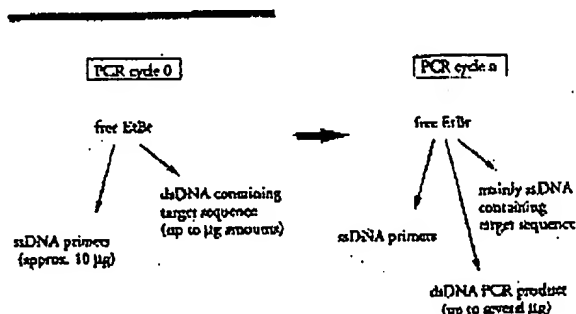 PCR cycle 0
free EtBr
dsDNA containing
target sequence
(up to µg amounts)
ssDNA primers
(approx. 10 µg)
PCR cycle n
free EtBr
mainly ssDNA
containing
target sequence
ssDNA primers
dsDNA PCR product
(up to several µg)